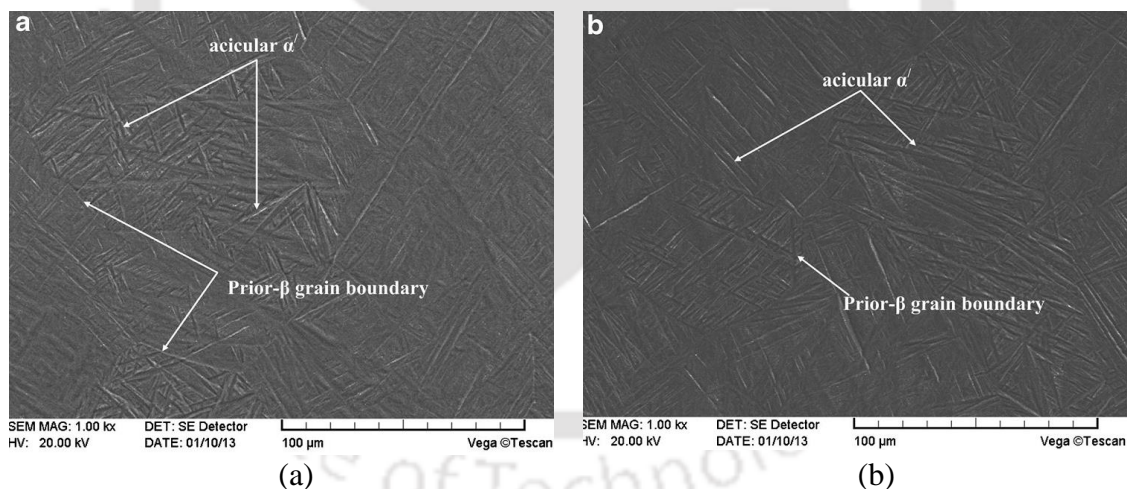 a
acicular α/
Prior-β grain boundary
SEM MAG: 1.00 kx DET: SE Detector
HV: 20.00 kV DATE: 01/10/13 100 µm Vega ©Tescan
(a)
b
acicular α/
Prior-β grain boundary
SEM MAG: 1.00 kx DET: SE Detector
HV: 20.00 kV DATE: 01/10/13 100 µm Vega ©Tescan
(b)
of Technolo